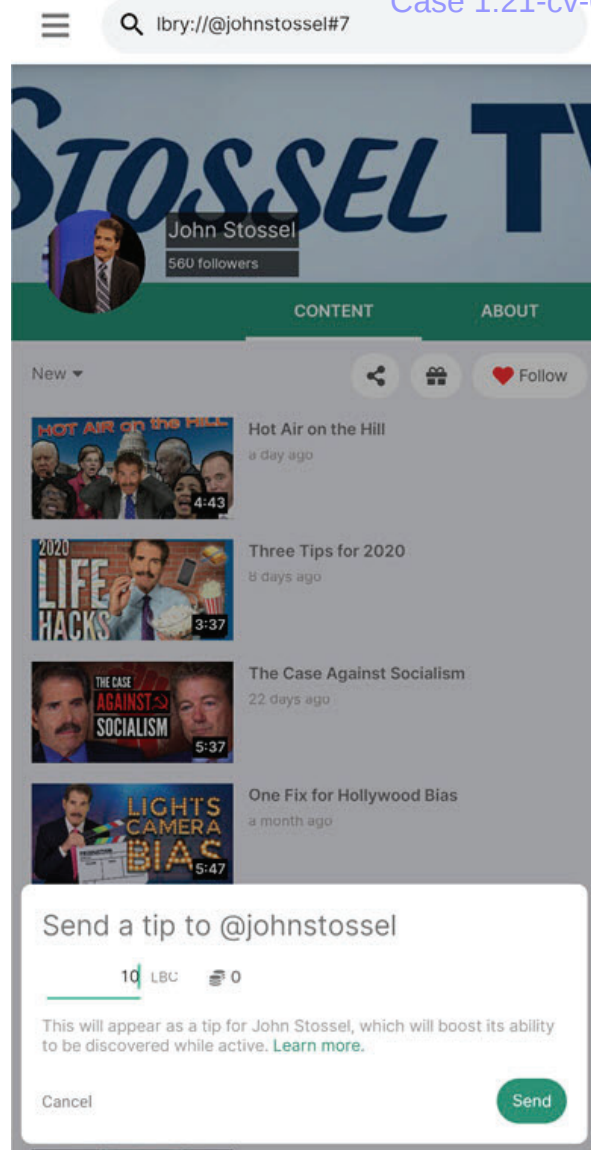 Case 1:21-cv-
lbry://@johnstossel#7
STOSSEL TV
John Stossel
560 followers
CONTENT
ABOUT
New
Follow
HOT AIR on the HILL
4:43
Hot Air on the Hill
a day ago
2020
LIFE
HACKS
3:37
Three Tips for 2020
8 days ago
THE CASE
AGAINST
SOCIALISM
5:37
The Case Against Socialism
22 days ago
LIGHTS
CAMERA
BIAS
PRODUCTION
5:47
One Fix for Hollywood Bias
a month ago
Send a tip to @johnstossel
10 LBC 0
This will appear as a tip for John Stossel, which will boost its ability
to be discovered while active. Learn more.
Cancel
Send